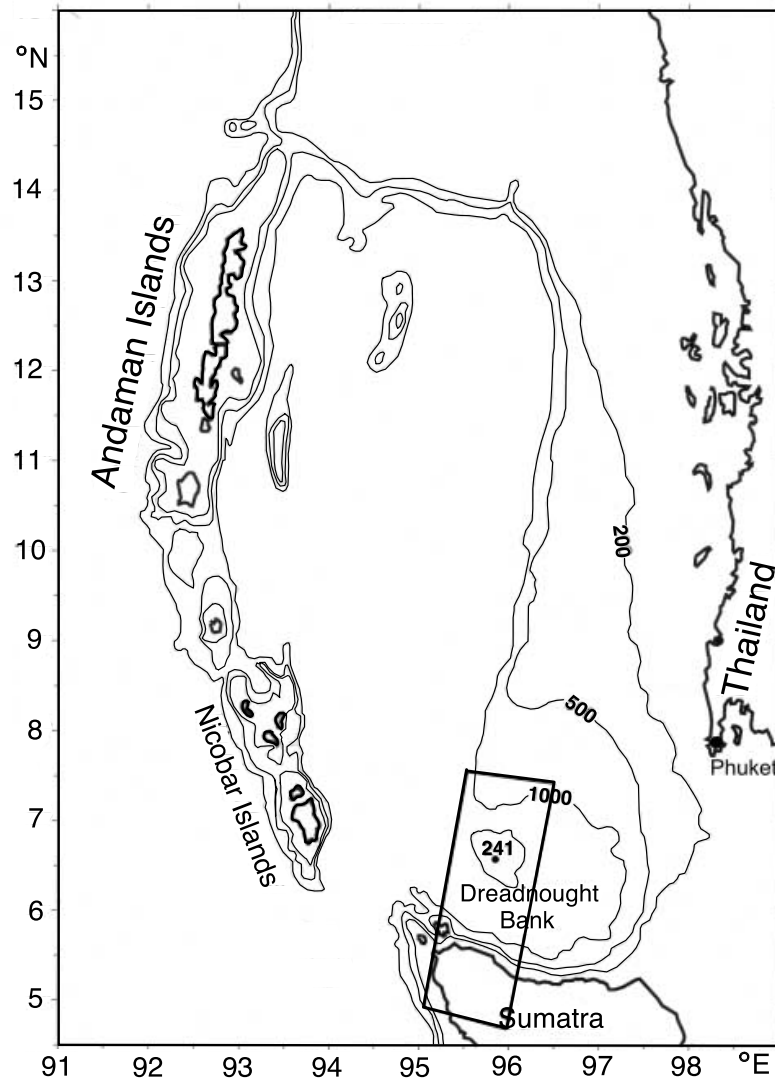 °N
15
14
13
12
11
10
9
8
7
6
5
Andaman Islands
Nicobar Islands
200
500
1000
241
Dreadnought
Bank
Thailand
Phuket
Sumatra
91
92
93
94
95
96
97
98
°E